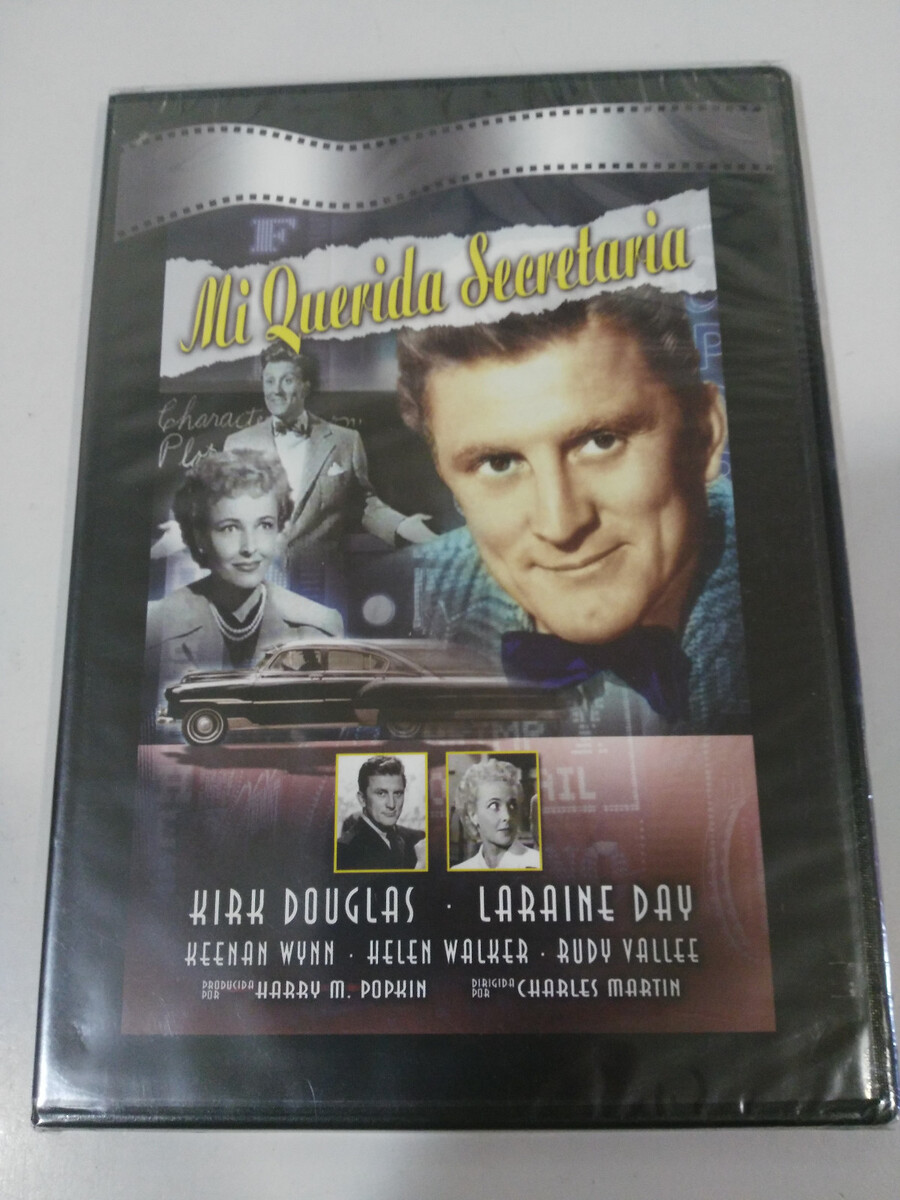 F
Mi Querida Secretaria
KIRK DOUGLAS · LARAINE DAY
KEENAN WYNN · HELEN WALKER · RUDY VALLEE
PRODUCIDA POR HARRY M. POPKIN DIRIGIDA POR CHARLES MARTIN